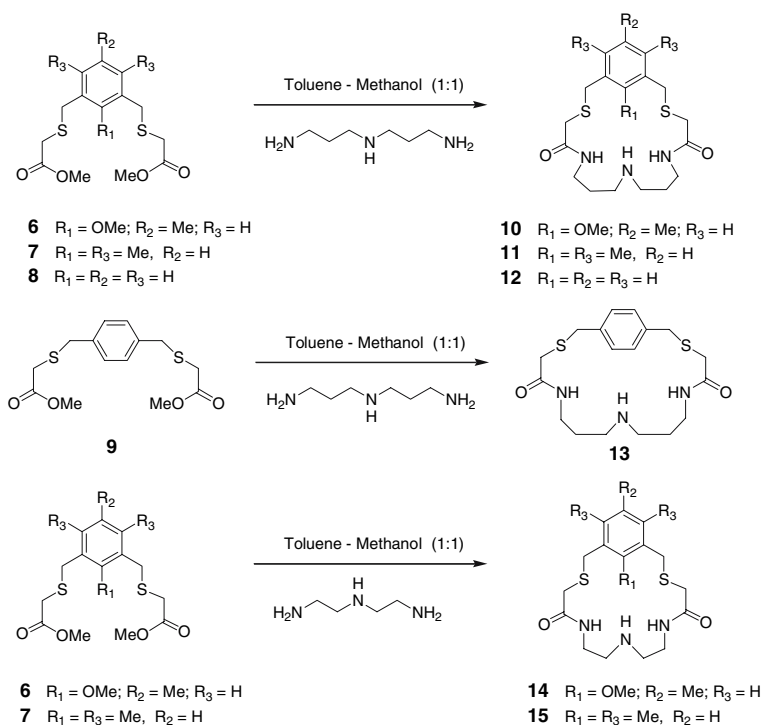 R2
R3 R3
S R1 S
O OMe MeO O
Toluene - Methanol (1:1)
NH2 N H NH2
R2
R3 R3
S R1 S
O NH H N HN O
6 R1 = OMe; R2 = Me; R3 = H
7 R1 = R3 = Me, R2 = H
8 R1 = R2 = R3 = H
10 R1 = OMe; R2 = Me; R3 = H
11 R1 = R3 = Me, R2 = H
12 R1 = R2 = R3 = H
S S
O OMe MeO O
9
Toluene - Methanol (1:1)
NH2 N H NH2
S S
O NH H N HN O
13
R2
R3 R3
S R1 S
O OMe MeO O
Toluene - Methanol (1:1)
H
NH2 N NH2
R2
R3 R3
S R1 S
O NH H N HN O
6 R1 = OMe; R2 = Me; R3 = H
7 R1 = R3 = Me, R2 = H
14 R1 = OMe; R2 = Me; R3 = H
15 R1 = R3 = Me, R2 = H